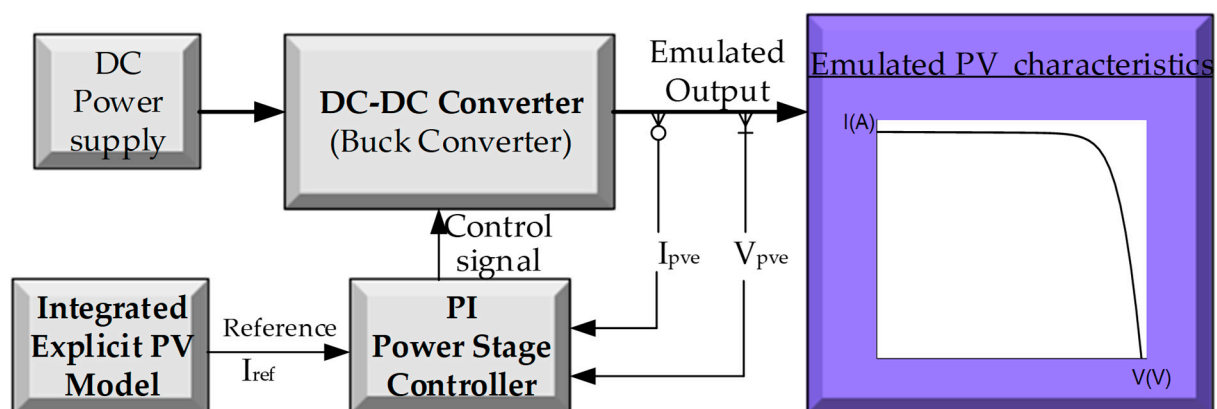 DC
Power
supply
DC-DC Converter
(Buck Converter)
Emulated
Output
Emulated PV characteristics
I(A)
V(V)
Control
signal
Ipve
Vpve
Integrated
Explicit PV
Model
Reference
Iref
PI
Power Stage
Controller